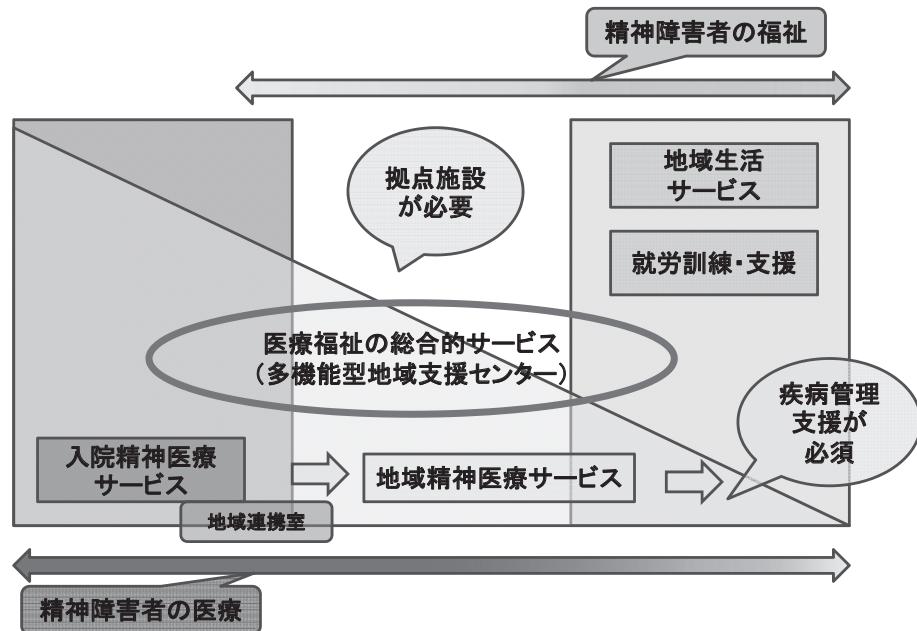 精神障害者の福祉
拠点施設
が必要
地域生活
サービス
就労訓練・支援
医療福祉の総合的サービス
（多機能型地域支援センター）
疾病管理
支援が
必須
入院精神医療
サービス
地域精神医療サービス
地域連携室
精神障害者の医療